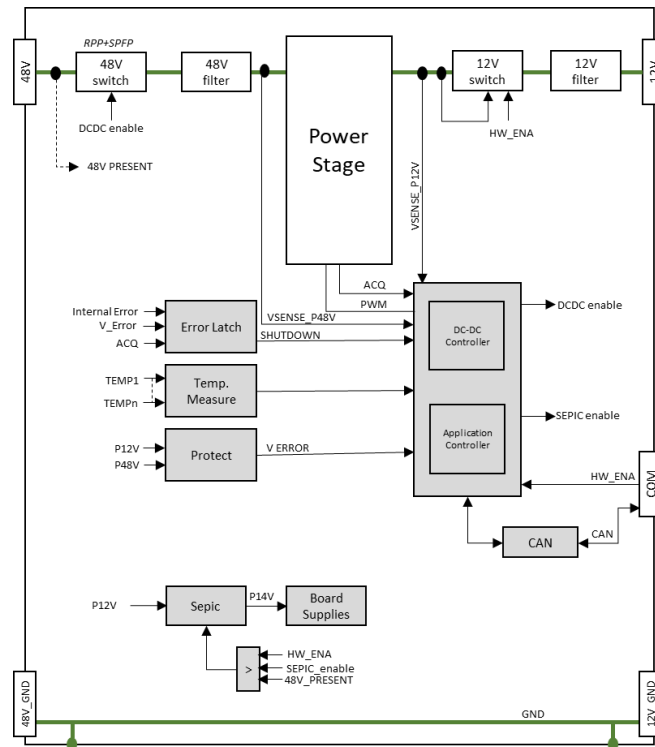 RPP+SPFP
48V
48V
switch
48V
filter
Power
Stage
12V
switch
12V
filter
12V
DCDC enable
48V PRESENT
HW_ENA
VSENSE_P12V
ACQ
PWM
DCDC enable
Internal Error
V_Error
ACQ
Error Latch
VSENSE_P48V
SHUTDOWN
DC-DC
Controller
TEMP1
TEMPn
Temp.
Measure
SEPIC enable
Application
Controller
P12V
P48V
Protect
V ERROR
HW_ENA
COM
CAN
CAN
P12V
Sepic
P14V
Board
Supplies
>
HW_ENA
SEPIC_enable
48V_PRESENT
48V_GND
GND
12V_GND